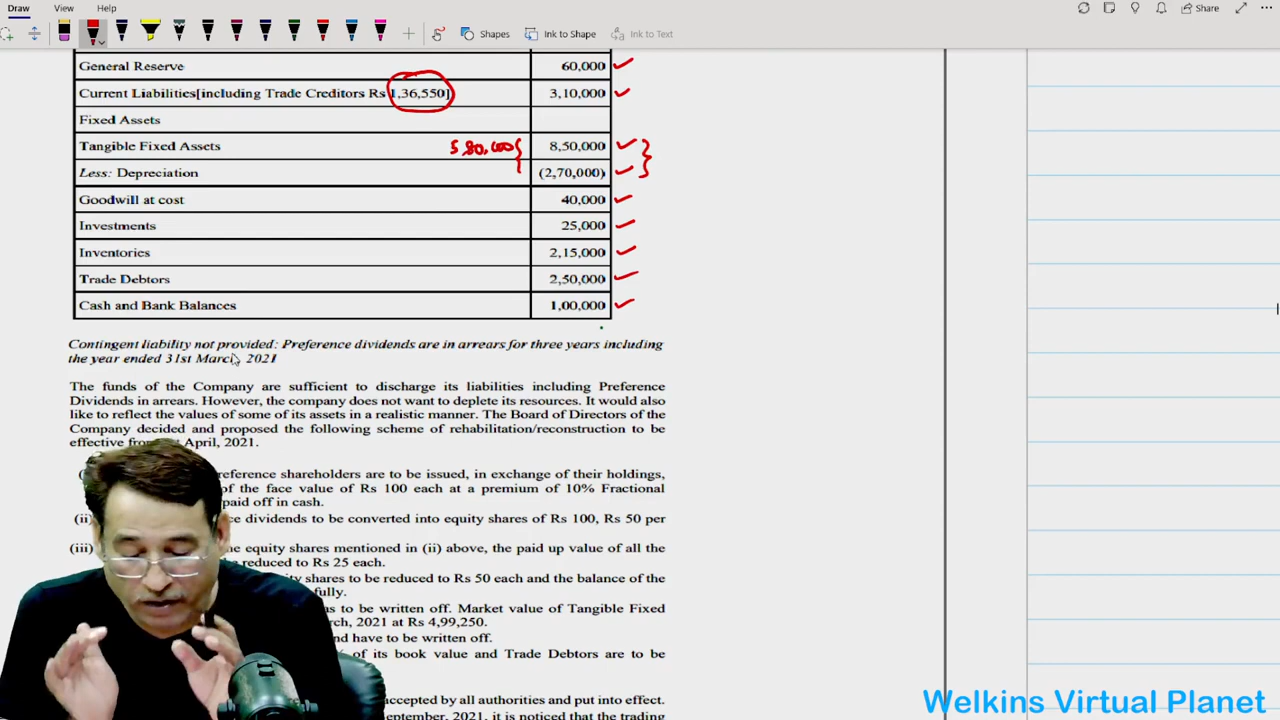 Draw View Share
Shapes Ink to Shape Ink to Text
General Reserve 60,000
Current Liabilities[including Trade Creditors Rs 1,36,550] 3,10,000
Fixed Assets
Tangible Fixed Assets 5,80,000 8,50,000
Less: Depreciation (2,70,000)
Goodwill at cost 40,000
Investments 25,000
Inventories 2,15,000
Trade Debtors 2,50,000
Cash and Bank Balances 1,00,000
Contingent liability not provided: Preference dividends are in arrears for three years including
the year ended 31st March, 2021
The funds of the Company are sufficient to discharge its liabilities including Preference
Dividends in arrears. However, the company does not want to deplete its resources. It would also
like to reflect the values of some of its assets in a realistic manner. The Board of Directors of the
Company decided and proposed the following scheme of rehabilitation/reconstruction to be
effective from April, 2021.
shareholders are to be issued, in exchange of their holdings,
of the face value of Rs 100 each at a premium of 10% Fractional
paid off in cash.
(ii) dividends to be converted into equity shares of Rs 100, Rs 50 per
(iii) equity shares mentioned in (ii) above, the paid up value of all the
reduced to Rs 25 each.
shares to be reduced to Rs 50 each and the balance of the
fully.
to be written off. Market value of Tangible Fixed
2021 at Rs 4,99,250.
and have to be written off.
of its book value and Trade Debtors are to be
accepted by all authorities and put into effect.
2021, it is noticed that the trading
Welkins Virtual Planet